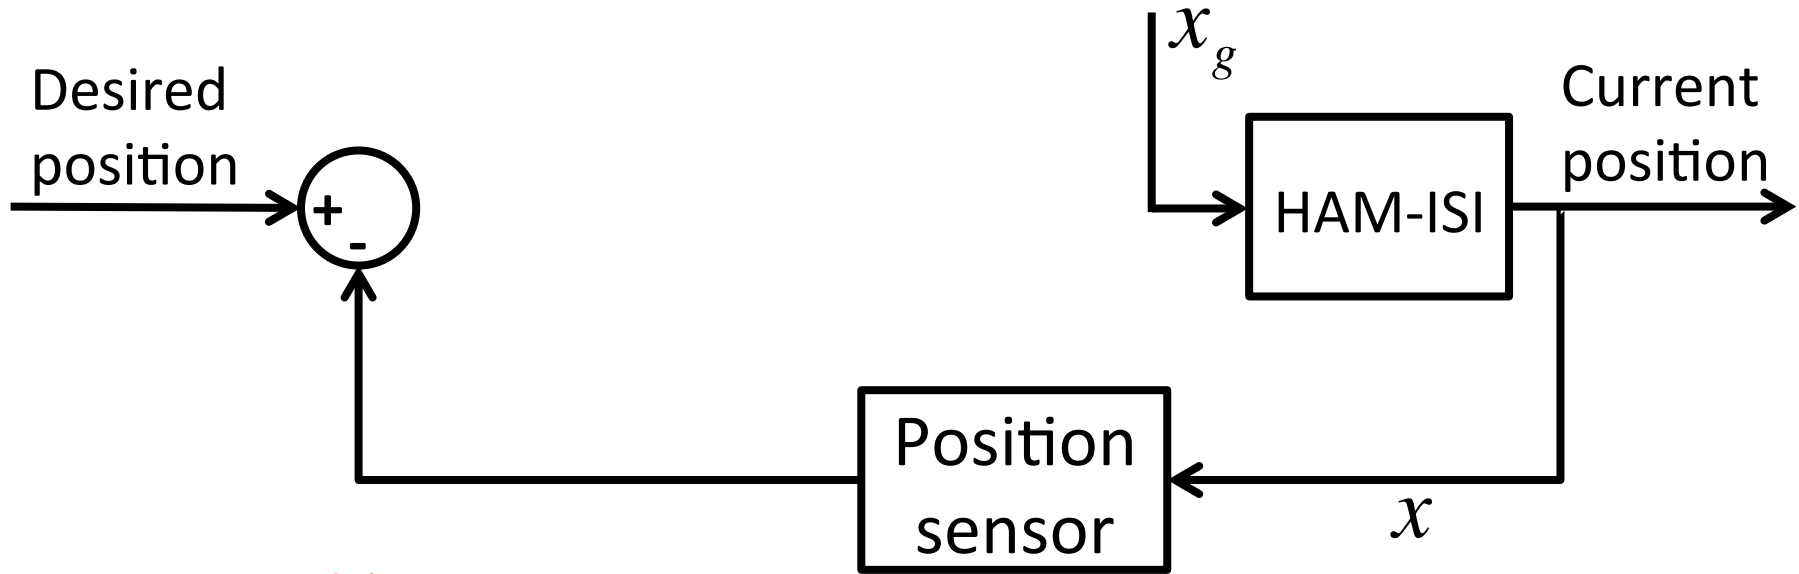 x_g
Desired
position
Current
position
+
-
HAM-ISI
Position
sensor
x